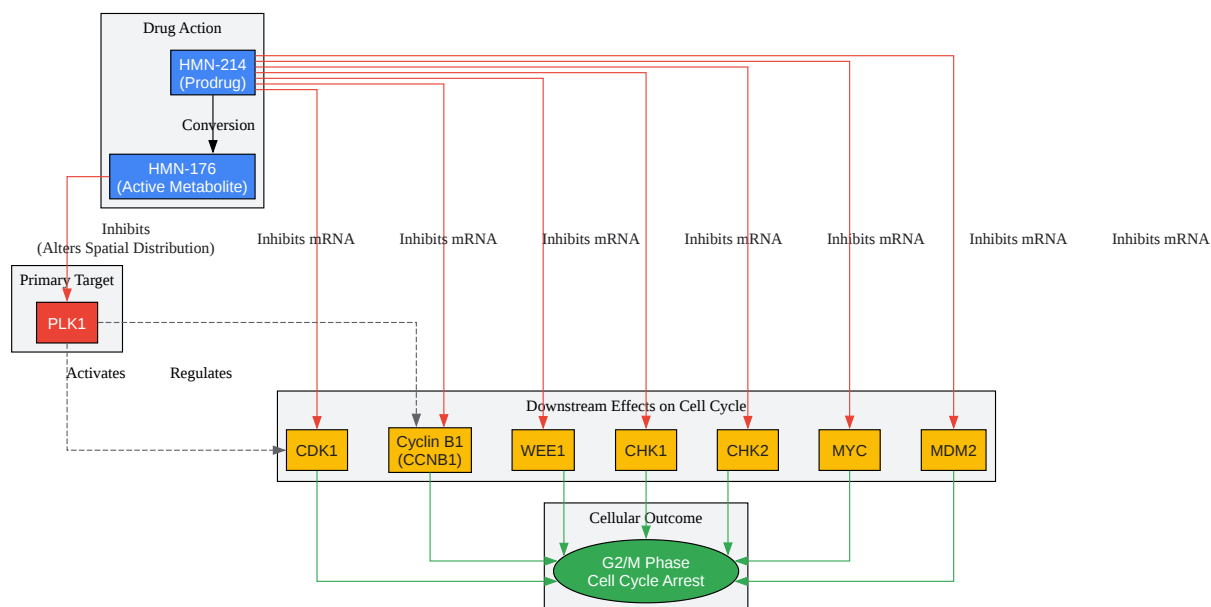 Drug Action
HMN-214
(Prodrug)
Conversion
HMN-176
(Active Metabolite)
Inhibits
(Alters Spatial Distribution)
Inhibits mRNA
Inhibits mRNA
Inhibits mRNA
Inhibits mRNA
Inhibits mRNA
Inhibits mRNA
Inhibits mRNA
Primary Target
PLK1
Activates
Regulates
Downstream Effects on Cell Cycle
CDK1
Cyclin B1
(CCNB1)
WEE1
CHK1
CHK2
MYC
MDM2
Cellular Outcome
G2/M Phase
Cell Cycle Arrest